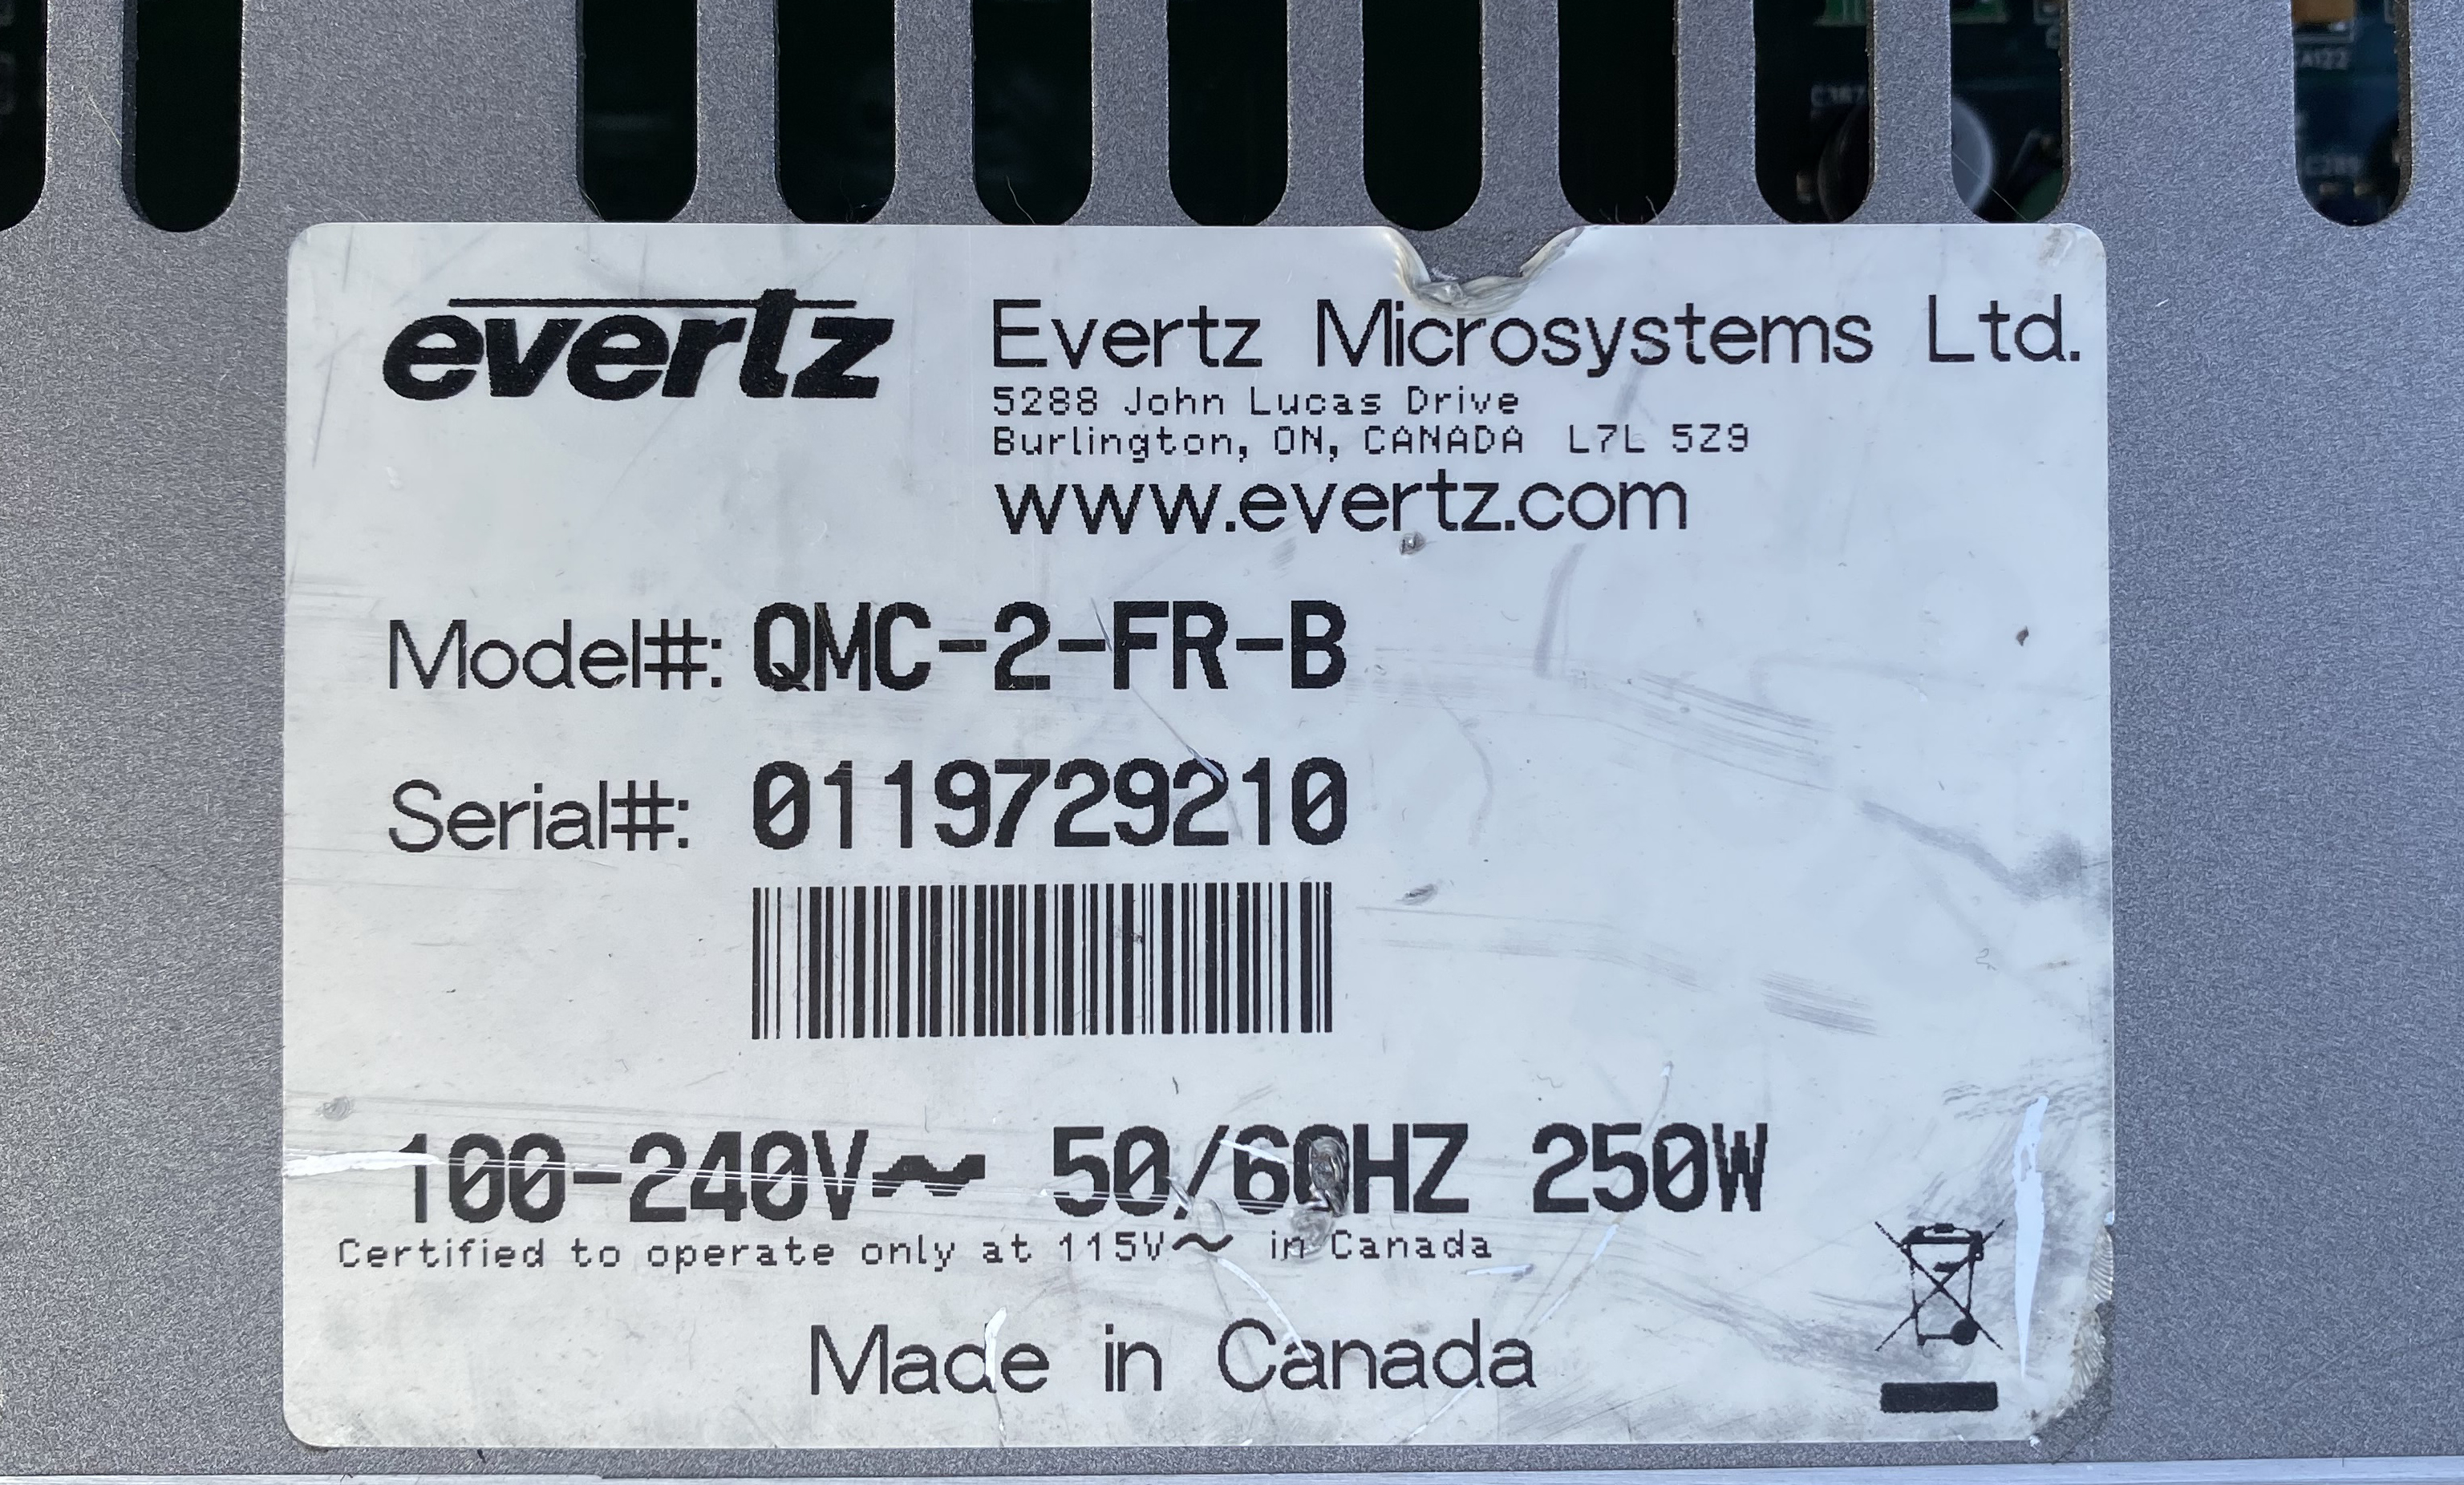 evertz
Evertz Microsystems Ltd.
5288 John Lucas Drive
Burlington, ON, CANADA L7L 5Z9
www.evertz.com
Model#: QMC-2-FR-B
Serial#: 0119729210
100-240V~ 50/60HZ 250W
Certified to operate only at 115V~ in Canada
Made in Canada